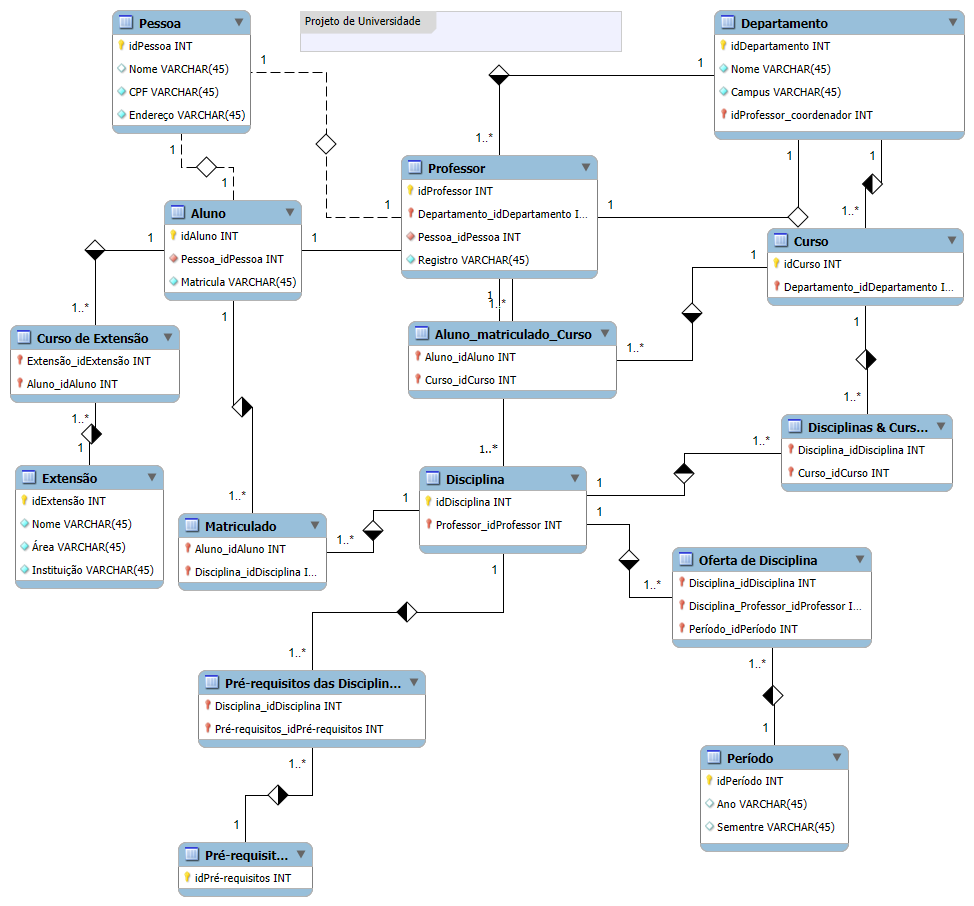 Projeto de Universidade
Pessoa
idPessoa INT
Nome VARCHAR(45)
CPF VARCHAR(45)
Endereço VARCHAR(45)
1
1
1
1
Departamento
idDepartamento INT
Nome VARCHAR(45)
Campus VARCHAR(45)
idProfessor_coordenador INT
1
1..*
1
1
1
1..*
Professor
idProfessor INT
Departamento_idDepartamento I...
Pessoa_idPessoa INT
Registro VARCHAR(45)
Aluno
idAluno INT
Pessoa_idPessoa INT
Matricula VARCHAR(45)
1
1
1
1..*
Curso
idCurso INT
Departamento_idDepartamento I...
1
1
1
1..*
Curso de Extensão
Extensão_idExtensão INT
Aluno_idAluno INT
Aluno_matriculado_Curso
Aluno_idAluno INT
Curso_idCurso INT
1..*
1..*
1..*
1
1..*
Extensão
idExtensão INT
Nome VARCHAR(45)
Área VARCHAR(45)
Instituição VARCHAR(45)
Disciplinas & Curs...
Disciplina_idDisciplina INT
Curso_idCurso INT
1..*
1
Disciplina
idDisciplina INT
Professor_idProfessor INT
1
1..*
1..*
1
Matriculado
Aluno_idAluno INT
Disciplina_idDisciplina I...
Oferta de Disciplina
Disciplina_idDisciplina INT
Disciplina_Professor_idProfessor I...
Período_idPeríodo INT
1..*
1
1
1..*
Pré-requisitos das Disciplin...
Disciplina_idDisciplina INT
Pré-requisitos_idPré-requisitos INT
1..*
1
Período
idPeríodo INT
Ano VARCHAR(45)
Sementre VARCHAR(45)
1..*
1
Pré-requisit...
idPré-requisitos INT